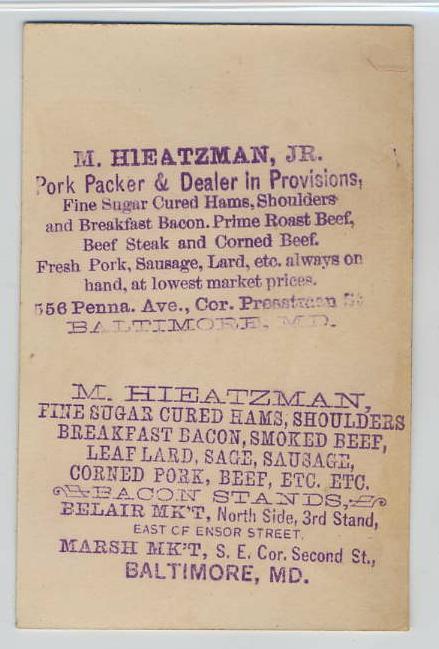 M. HIEATZMAN, JR.
Pork Packer & Dealer in Provisions,
Fine Sugar Cured Hams, Shoulders
and Breakfast Bacon. Prime Roast Beef,
Beef Steak and Corned Beef.
Fresh Pork, Sausage, Lard, etc. always on
hand, at lowest market prices.
556 Penna. Ave., Cor. Presstman St
BALTIMORE, MD.
M. HIEATZMAN,
FINE SUGAR CURED HAMS, SHOULDERS
BREAKFAST BACON, SMOKED BEEF,
LEAF LARD, SAGE, SAUSAGE,
CORNED PORK, BEEF, ETC. ETC.
BACON STANDS,
BELAIR MK'T, North Side, 3rd Stand,
EAST OF ENSOR STREET.
MARSH MK'T, S. E. Cor. Second St.,
BALTIMORE, MD.